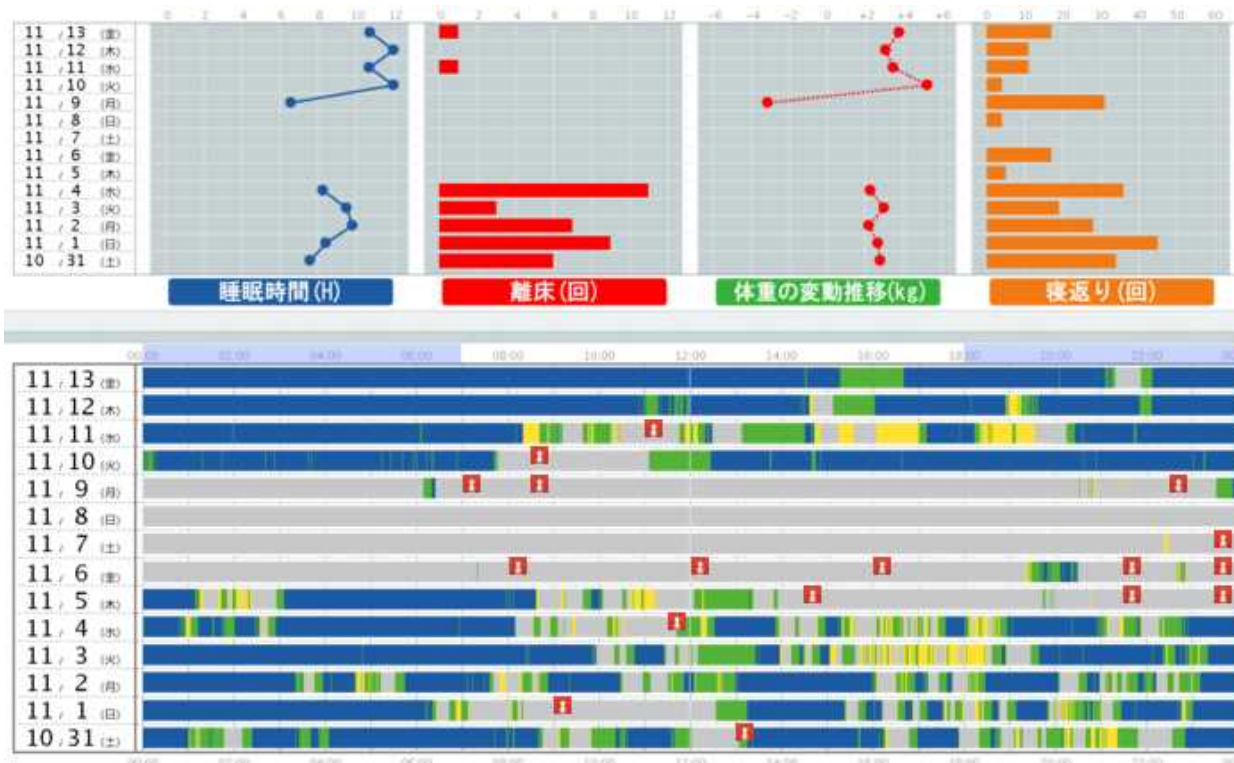 0 2 4 6 8 10 12 0 2 4 6 8 10 12 -6 -4 -2 0 +2 +4 +6 0 10 20 30 40 50 60
11 / 13 (金)
11 / 12 (木)
11 / 11 (水)
11 / 10 (火)
11 / 9 (月)
11 / 8 (日)
11 / 7 (土)
11 / 6 (金)
11 / 5 (木)
11 / 4 (水)
11 / 3 (火)
11 / 2 (月)
11 / 1 (日)
10 / 31 (土)
睡眠時間(H) 離床(回) 体重の変動推移(kg) 寝返り(回)
00:00 02:00 04:00 06:00 08:00 10:00 12:00 14:00 16:00 18:00 20:00 22:00
11 / 13 (金)
11 / 12 (木)
11 / 11 (水)
11 / 10 (火)
11 / 9 (月)
11 / 8 (日)
11 / 7 (土)
11 / 6 (金)
11 / 5 (木)
11 / 4 (水)
11 / 3 (火)
11 / 2 (月)
11 / 1 (日)
10 / 31 (土)